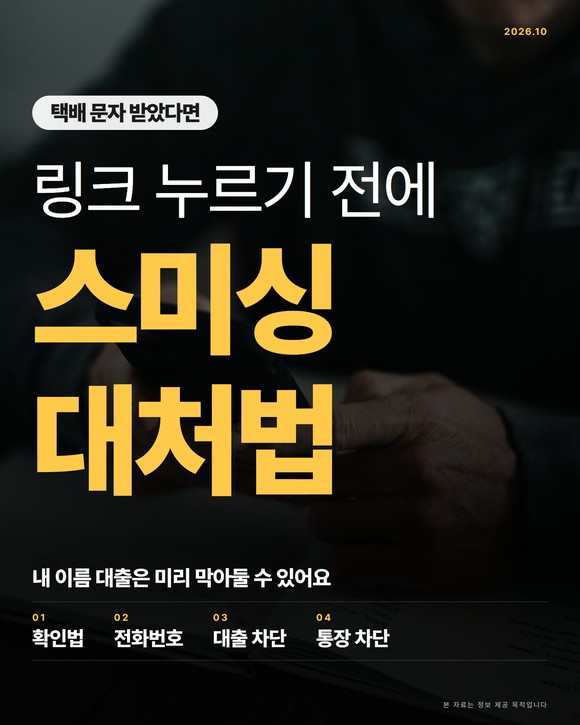 2026.10
택배 문자 받았다면
링크 누르기 전에
스미싱
대처법
내 이름 대출은 미리 막아둘 수 있어요
01 02 03 04
확인법 전화번호 대출 차단 통장 차단
본 자료는 정보 제공 목적입니다